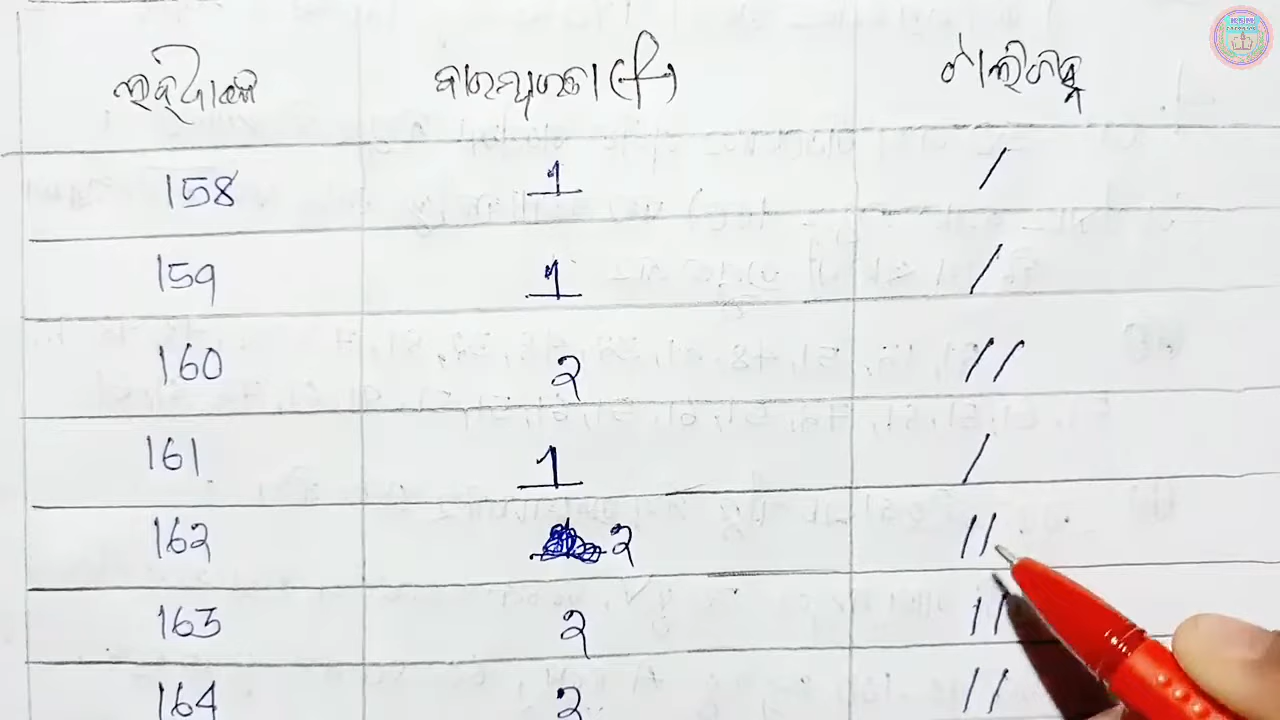 ଲବ୍ଧାଙ୍କ ବାରମ୍ବାରତା (f) ଟାଲିଚିହ୍ନ
158 1 /
159 1 /
160 2 //
161 1 /
162 2 //
163 2 //
164 2 //